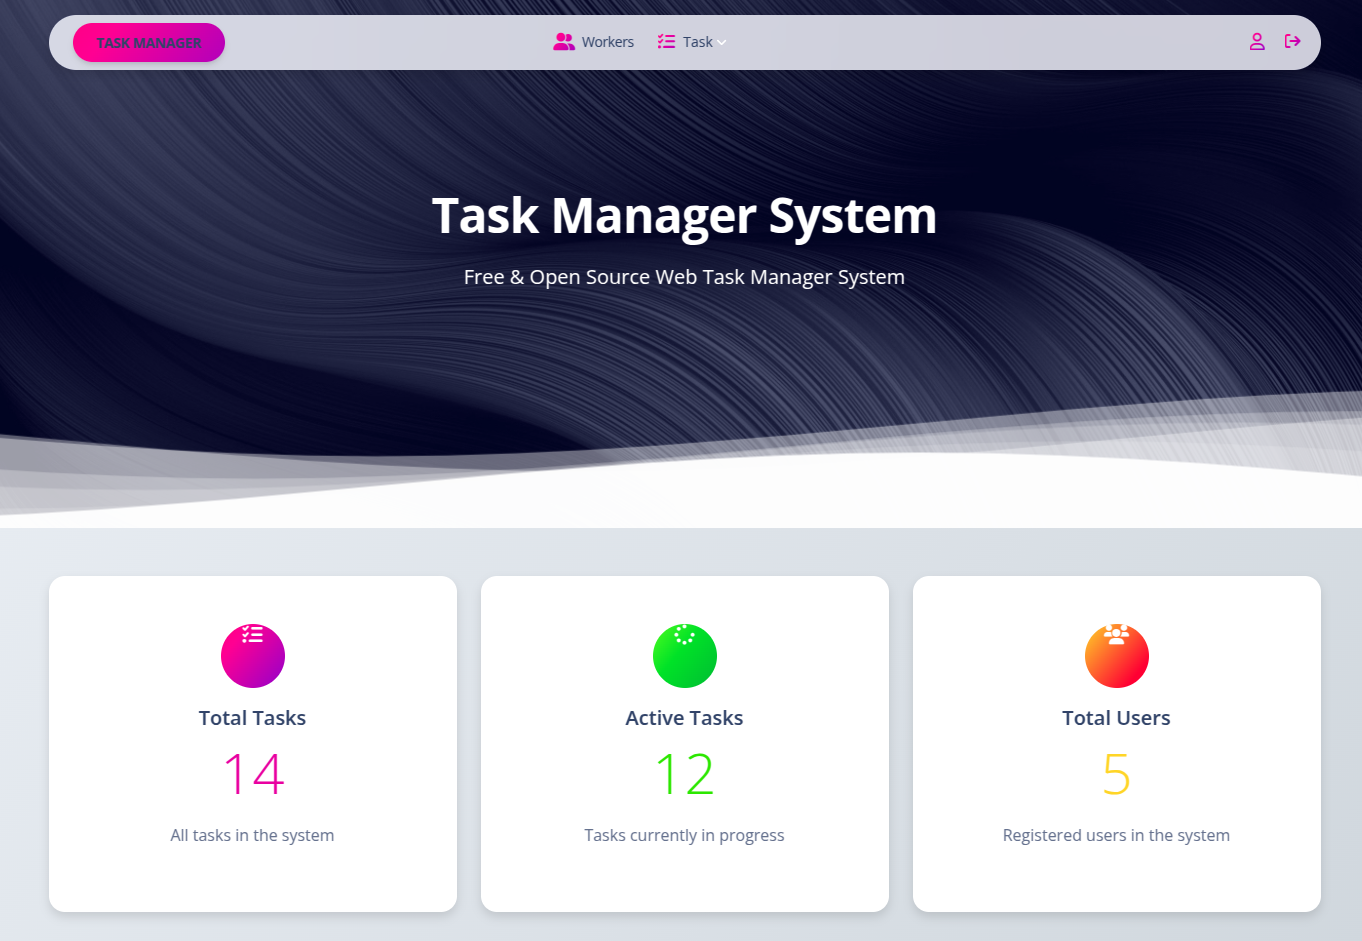 TASK MANAGER
Workers
Task
Task Manager System
Free & Open Source Web Task Manager System
Total Tasks
14
All tasks in the system
Active Tasks
12
Tasks currently in progress
Total Users
5
Registered users in the system